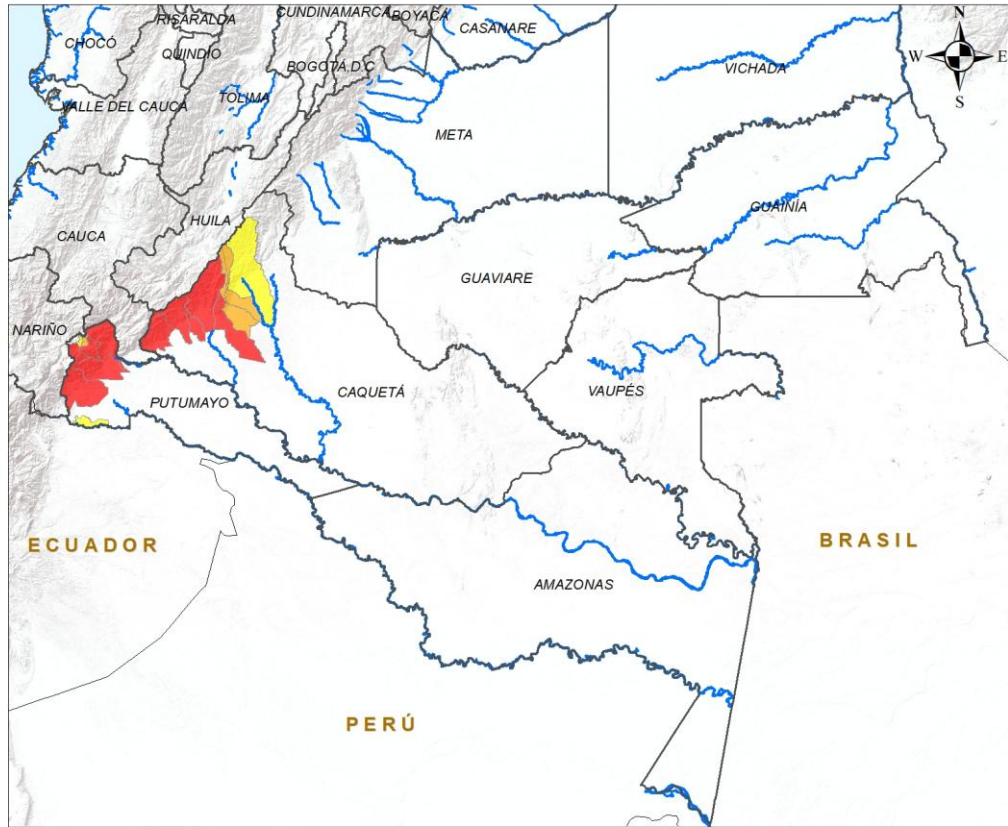 CUNDINAMARCA
BOYACÁ
RISARALDA
CASANARE
N
CHOCÓ
QUINDIO
BOGOTÁ D.C
W
E
VICHADA
S
VALLE DEL CAUCA
TOLIMA
META
GUAINÍA
HUILA
CAUCA
GUAVIARE
NARIÑO
CAQUETÁ
VAUPÉS
PUTUMAYO
ECUADOR
BRASIL
AMAZONAS
PERÚ